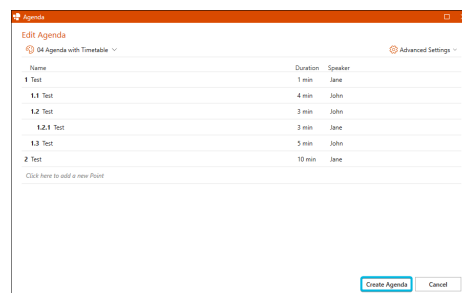 Agenda
Edit Agenda
04 Agenda with Timetable
Advanced Settings
Name Duration Speaker
1 Test 1 min Jane
1.1 Test 4 min John
1.2 Test 3 min John
1.2.1 Test 3 min Jane
1.3 Test 5 min John
2 Test 10 min Jane
Click here to add a new Point
Create Agenda Cancel